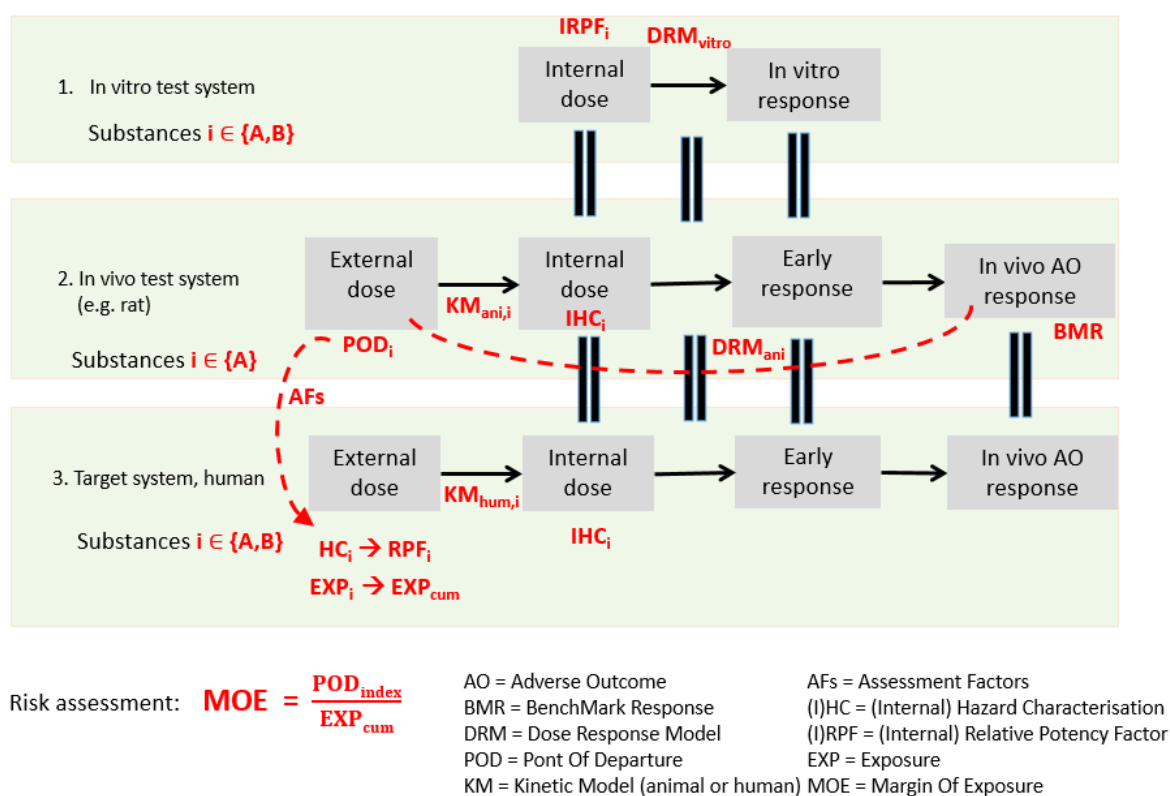 IRPFi
DRMvitro
Internal
dose
In vitro
response
1. In vitro test system
Substances i ∈ {A,B}
External
dose
Internal
dose
Early
response
In vivo AO
response
2. In vivo test system
(e.g. rat)
KMani,i
IHCi
BMR
PODi
DRMani
Substances i ∈ {A}
AFs
External
dose
Internal
dose
Early
response
In vivo AO
response
3. Target system, human
KMhum,i
IHCi
Substances i ∈ {A,B}
HCi → RPFi
EXPi → EXPcum
Risk assessment: MOE = PODindex
EXPcum
AO = Adverse Outcome
BMR = BenchMark Response
DRM = Dose Response Model
POD = Pont Of Departure
KM = Kinetic Model (animal or human)
AFs = Assessment Factors
(I)HC = (Internal) Hazard Characterisation
(I)RPF = (Internal) Relative Potency Factor
EXP = Exposure
MOE = Margin Of Exposure